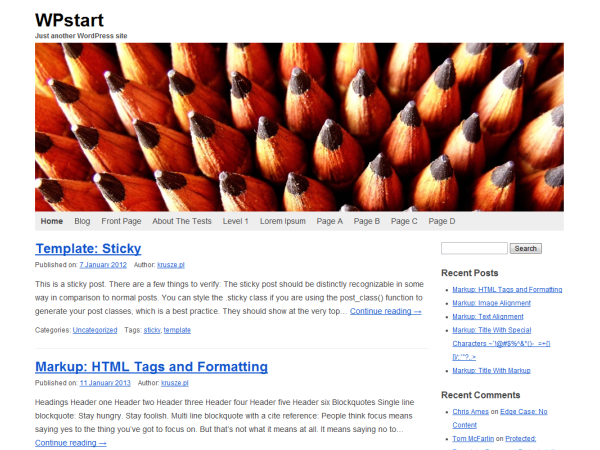 WPstart
Just another WordPress site
Home Blog Front Page About The Tests Level 1 Lorem Ipsum Page A Page B Page C Page D
Template: Sticky
Published on: 7 January 2012 Author: krusze.pl
This is a sticky post. There are a few things to verify: The sticky post should be distinctly recognizable in some
way in comparison to normal posts. You can style the .sticky class if you are using the post_class() function to
generate your post classes, which is a best practice. They should show at the very top… Continue reading →
Categories: Uncategorized Tags: sticky, template
Markup: HTML Tags and Formatting
Published on: 11 January 2013 Author: krusze.pl
Headings Header one Header two Header three Header four Header five Header six Blockquotes Single line
blockquote: Stay hungry. Stay foolish. Multi line blockquote with a cite reference: People think focus means
saying yes to the thing you've got to focus on. But that's not what it means at all. It means saying no to…
Continue reading →
Search
Recent Posts
Markup: HTML Tags and Formatting
Markup: Image Alignment
Markup: Text Alignment
Markup: Title With Special
Characters
Markup: Title With Markup
Recent Comments
Chris Ames on Edge Case: No
Content
Tom McFarlin on Protected: